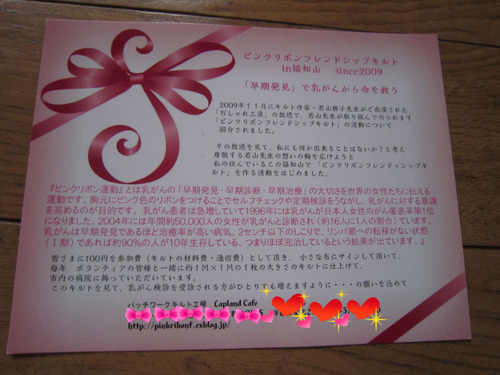 ピンクリボンフレンドシップキルト
in福知山 since2009
「早期発見」で乳がんから命を救う
2009年11月にキルト作家・若山雅子先生がご出演された
「おしゃれ工房」の放送で、若山先生が取り組んで居られます
「ピンクリボンフレンドシップキルト」の活動について
紹介されました。
その放送を見て、私にも何か出来ることはないか?と考え
尊敬する若山先生の想いの輪を広げようと
私の住んでいるこの福知山で「ピンクリボンフレンドッシップキ
ルト」を作る活動をはじめました。
『ピンクリボン運動』とは乳がんの「早期発見・早期診断・早期治療」の大切さを世界の女性たちに伝える
運動です。胸元にピンク色のリボンをつけることでセルフチェックや定期検診をうながし、乳がんに対する意識
を高めるのが目的です。 乳がん患者は急増していて1996年には乳がんが日本人女性のがん罹患率第1位
になりました。2004年には年間約50,000人の女性が乳がんと診断され（約16人に1人の割合）ています。
乳がんは早期発見であるほど治癒率が高い病気。2センチ以下のしこりで、リンパ節への転移がない状態
（Ⅰ期）であれば約90%の人が10年生存している、つまりほぼ完治しているという結果が出ています。』
皆さまに100円を参加費（キルトの材料費・通信費）として頂き、小さな布にサインして頂いて、
毎年 ボランティアの皆様と一緒に約1M×1Mの1枚の大きさのキルトに仕上げて、
市内の病院に飾っていただいています。
このキルトを見て、乳がん検診を受診される方がひとりでも増えますように・・・の願いを込めて
パッチワークキルト工場 Capland Cafe
http://pinkribonf.exblog.jp/